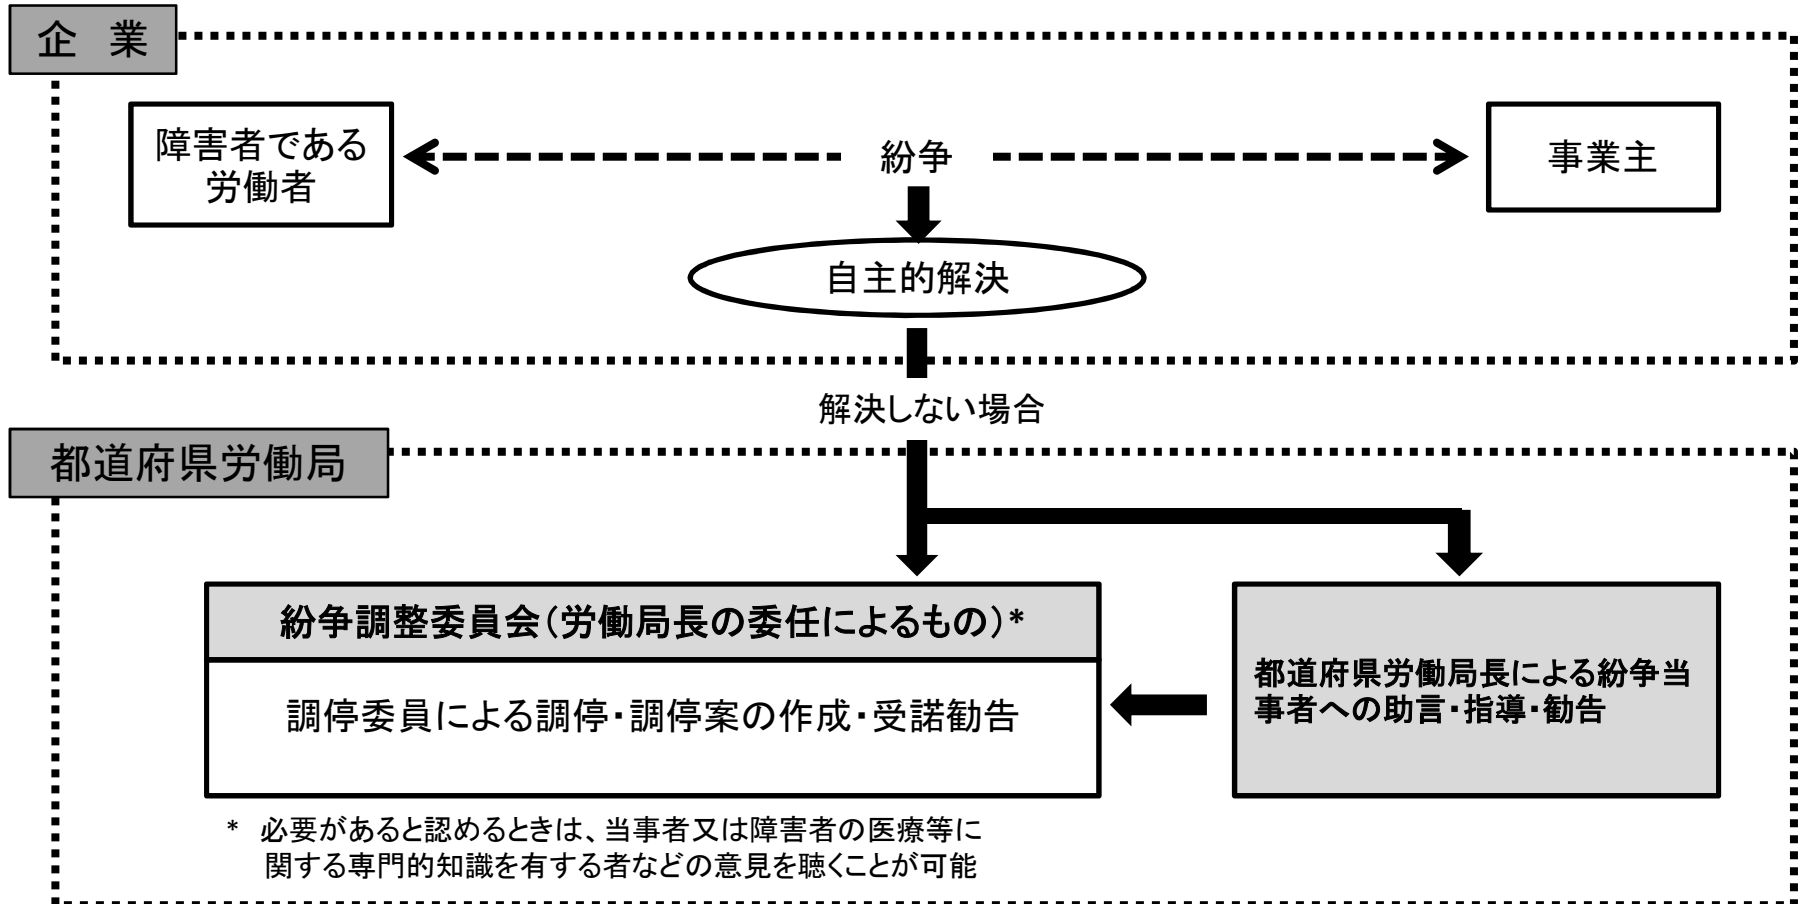 企　業
障害者である
労働者
紛争
事業主
自主的解決
解決しない場合
都道府県労働局
紛争調整委員会(労働局長の委任によるもの)*
調停委員による調停・調停案の作成・受諾勧告
都道府県労働局長による紛争当
事者への助言・指導・勧告
*　必要があると認めるときは、当事者又は障害者の医療等に
関する専門的知識を有する者などの意見を聴くことが可能